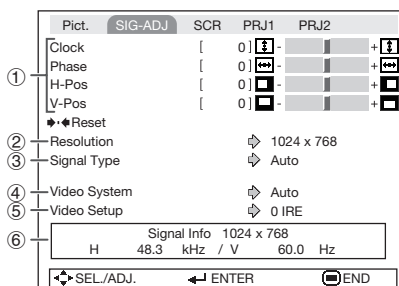 Pict. SIG-ADJ SCR PRJ1 PRJ2
① Clock [ 0 ] - +
Phase [ 0 ] - +
H-Pos [ 0 ] - +
V-Pos [ 0 ] - +
Reset
② Resolution 1024 x 768
③ Signal Type Auto
④ Video System Auto
⑤ Video Setup 0 IRE
⑥ Signal Info 1024 x 768
H 48.3 kHz / V 60.0 Hz
SEL./ADJ. ENTER END